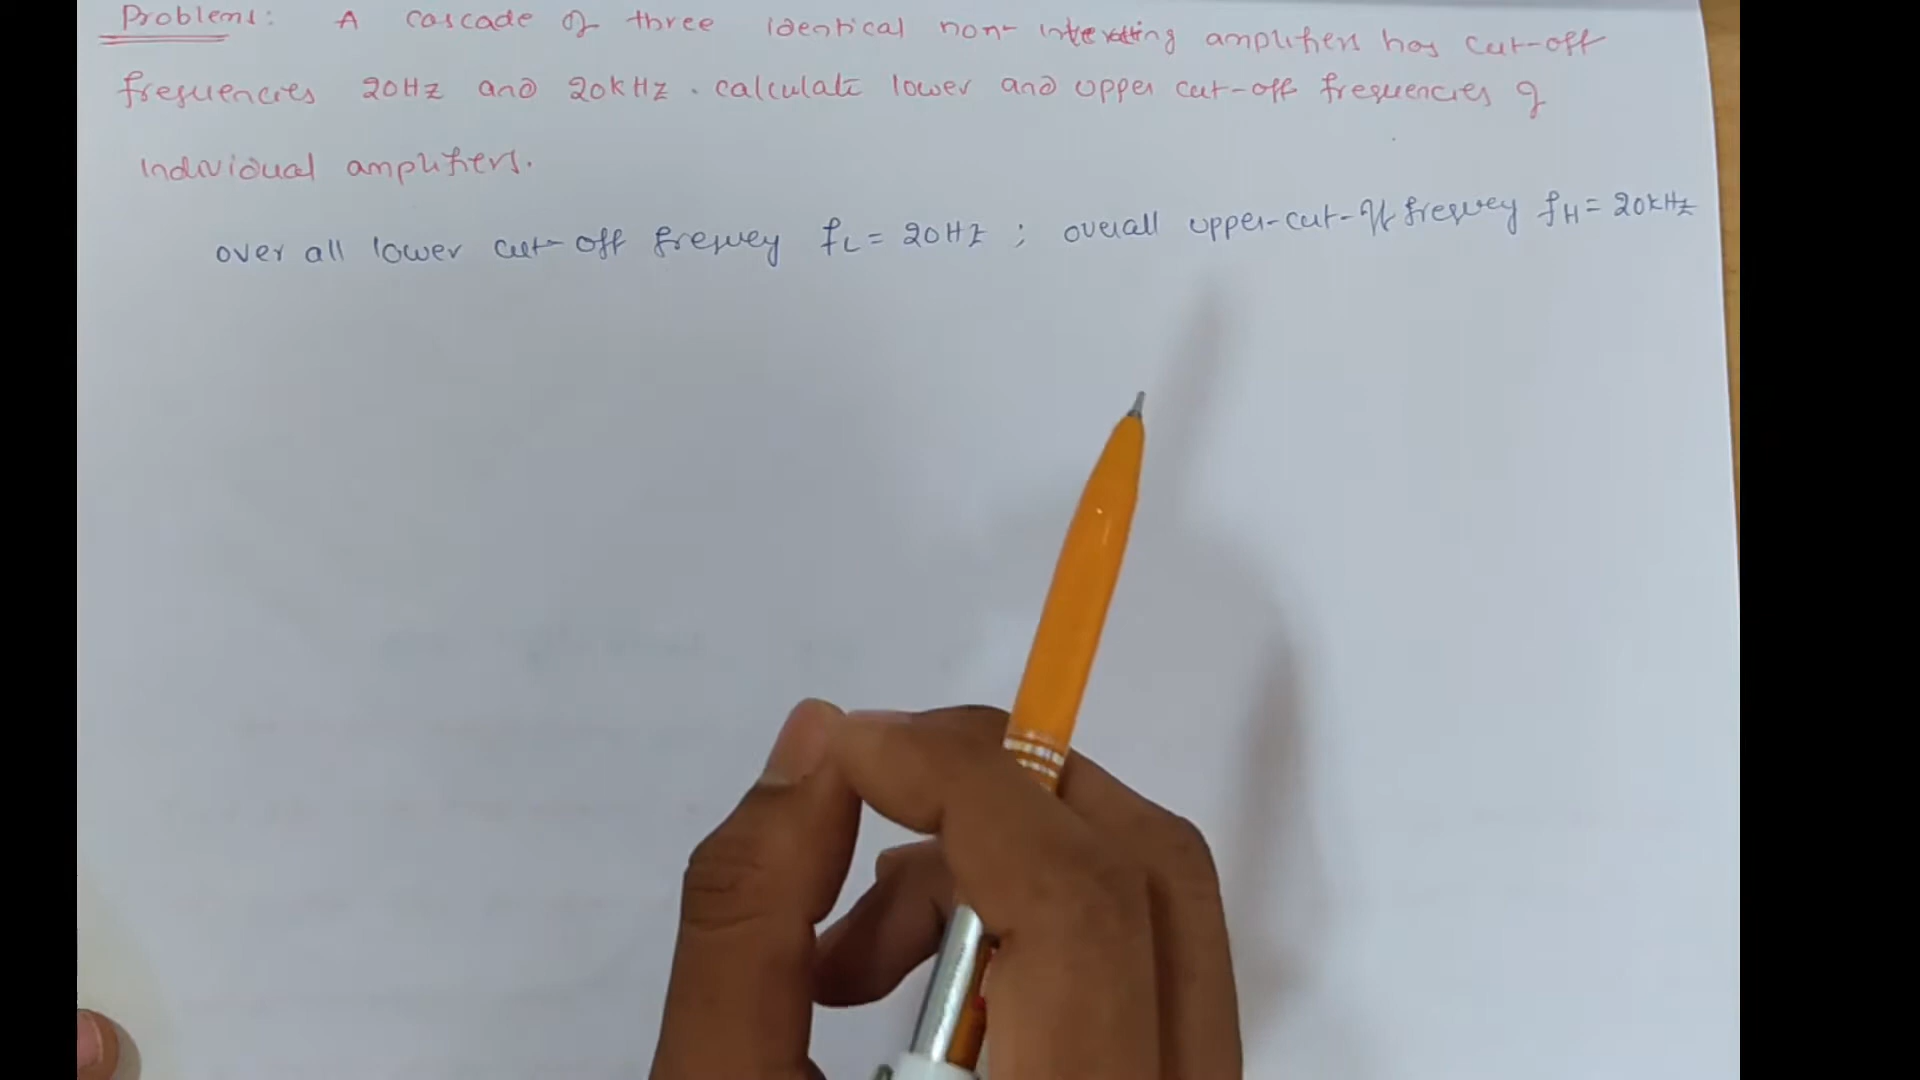 Problems: A cascade of three identical non-interacting amplifiers has cut-off
frequencies 20Hz and 20kHz. calculate lower and upper cut-off frequencies of
individual amplifiers.
over all lower cut-off frequency fL = 20HZ ; overall upper-cut-off frequency fH = 20kHz